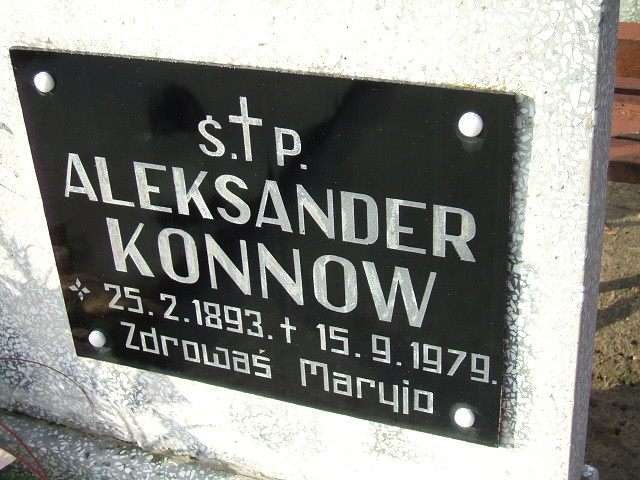 Ś. † P.
ALEKSANDER
KONNOW
25.2.1893. † 15.9.1979.
Zdrowaś Maryjo